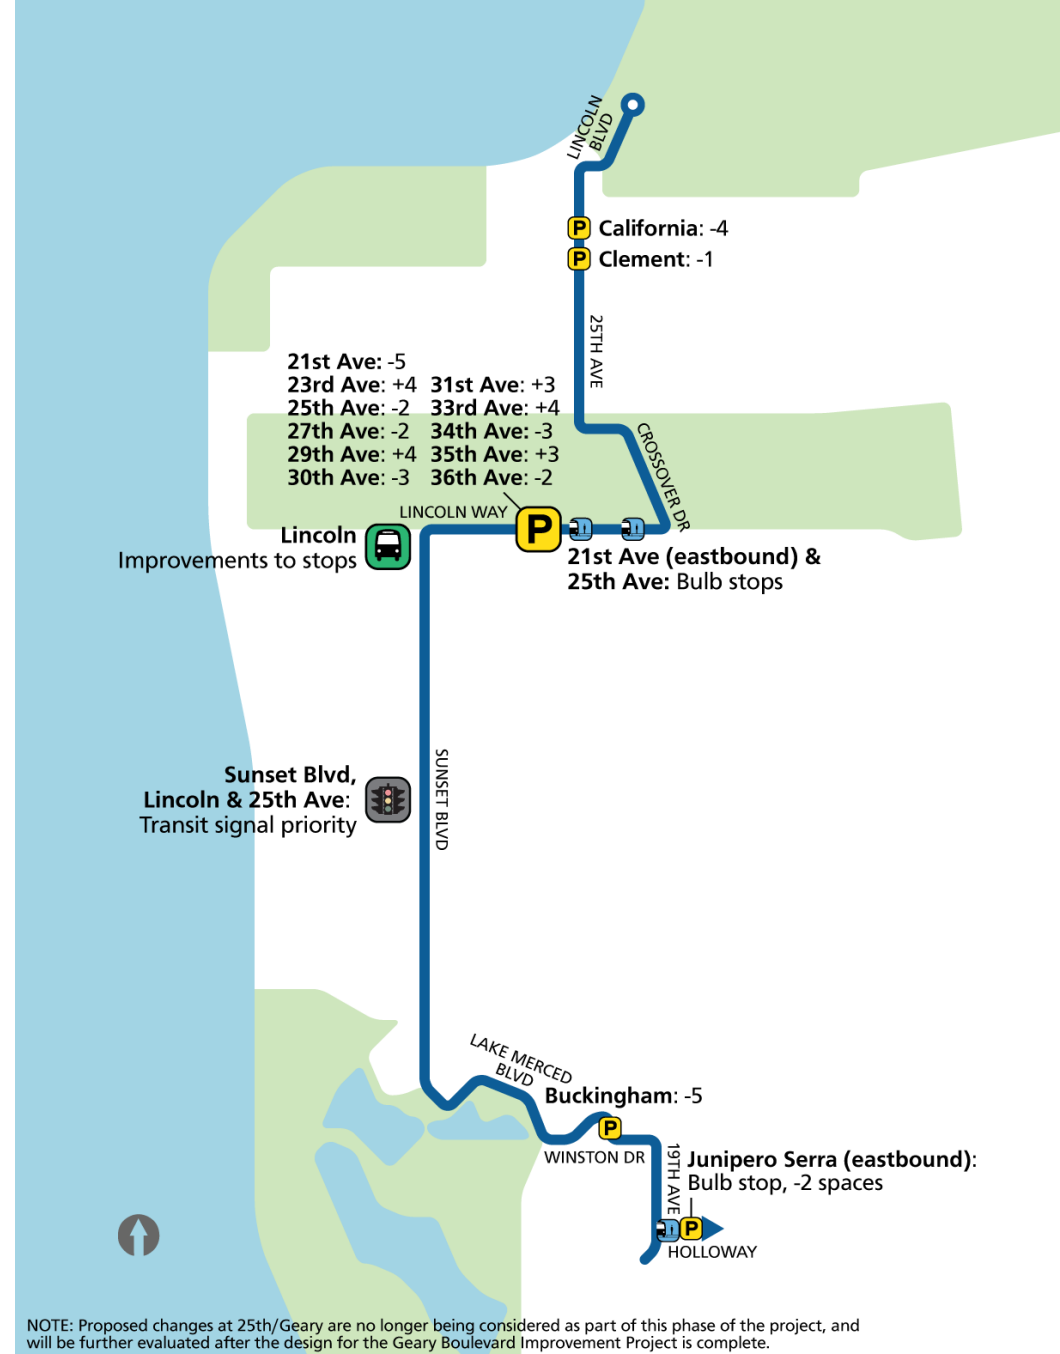 LINCOLN
BLVD
California: -4
Clement: -1
25TH AVE
21st Ave: -5
23rd Ave: +4
25th Ave: -2
27th Ave: -2
29th Ave: +4
30th Ave: -3
31st Ave: +3
33rd Ave: +4
34th Ave: -3
35th Ave: +3
36th Ave: -2
CROSSOVER DR
LINCOLN WAY
P
P
P
Lincoln
Improvements to stops
21st Ave (eastbound) &
25th Ave: Bulb stops
SUNSET BLVD
Sunset Blvd,
Lincoln & 25th Ave:
Transit signal priority
LAKE MERCED
BLVD
Buckingham: -5
P
WINSTON DR
19TH AVE
Junipero Serra (eastbound):
Bulb stop, -2 spaces
P
HOLLOWAY
NOTE: Proposed changes at 25th/Geary are no longer being considered as part of this phase of the project, and
will be further evaluated after the design for the Geary Boulevard Improvement Project is complete.